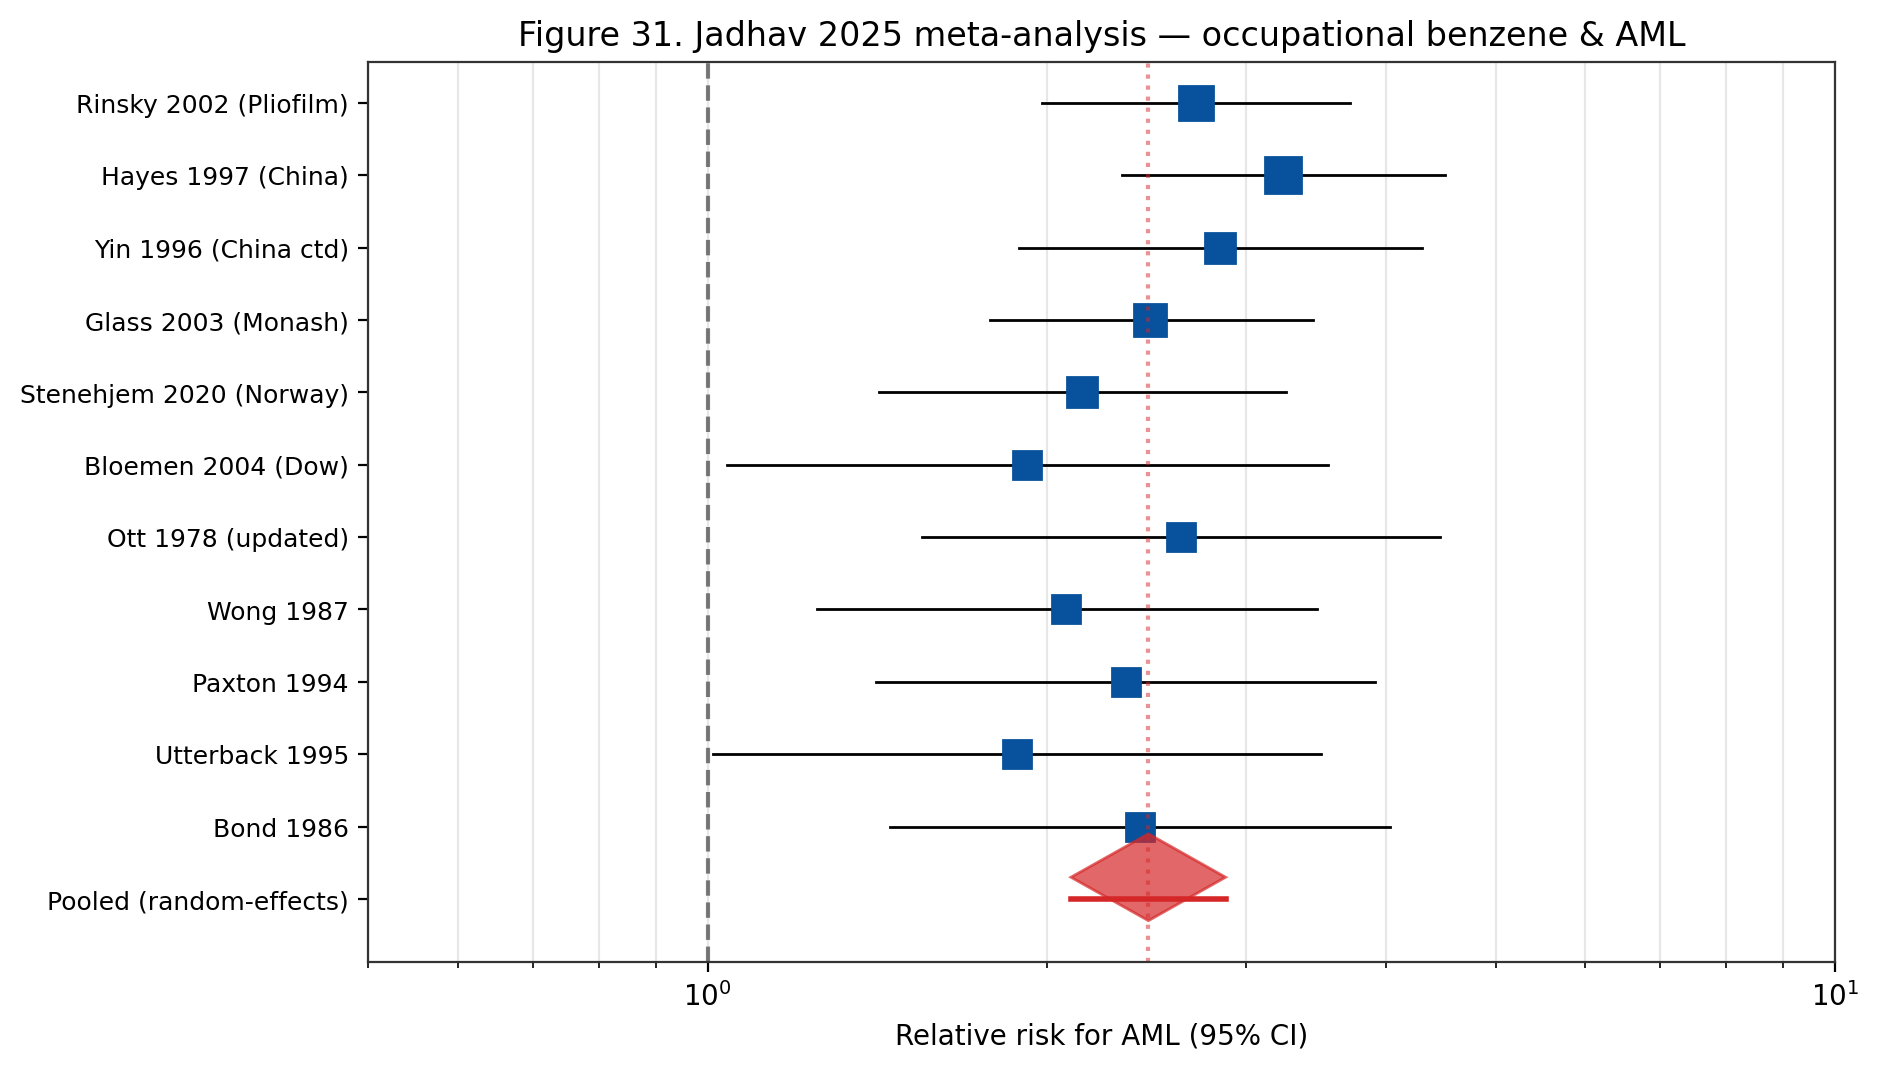 Figure 31. Jadhav 2025 meta-analysis — occupational benzene & AML
Rinsky 2002 (Pliofilm)
Hayes 1997 (China)
Yin 1996 (China ctd)
Glass 2003 (Monash)
Stenehjem 2020 (Norway)
Bloemen 2004 (Dow)
Ott 1978 (updated)
Wong 1987
Paxton 1994
Utterback 1995
Bond 1986
Pooled (random-effects)
10⁰ 10¹
Relative risk for AML (95% CI)